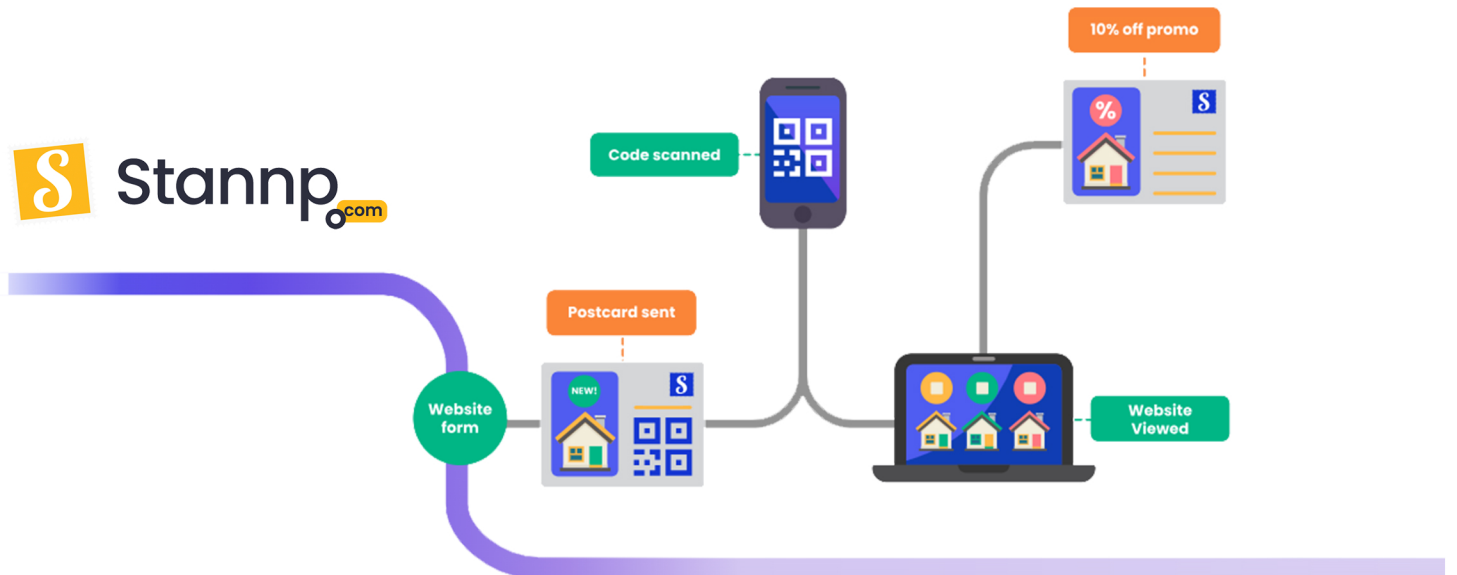 S
Stannp
.com
10% off promo
%
S
Code scanned
Postcard sent
NEW!
S
Website
form
Website
Viewed